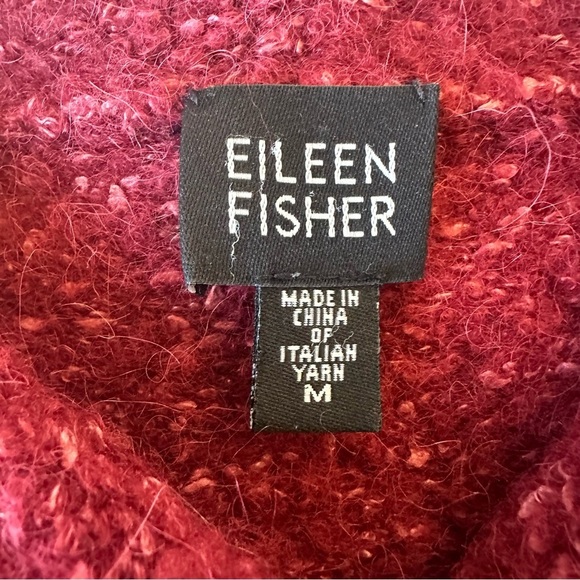 EILEEN
FISHER
MADE IN
CHINA
OF
ITALIAN
YARN
M